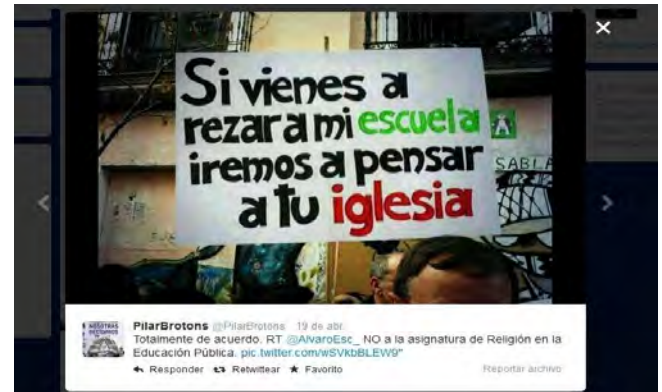 Si vienes a
rezar a mi escuela
iremos a pensar
a tu iglesia
SABLA
PilarBrotons @PilarBrotons 19 de abr.
Totalmente de acuerdo. RT @AlvaroEsc_ NO a la asignatura de Religión en la
Educación Pública. pic.twitter.com/wSVkbBLEW9"
Responder Retwittear Favorito Reportar archivo